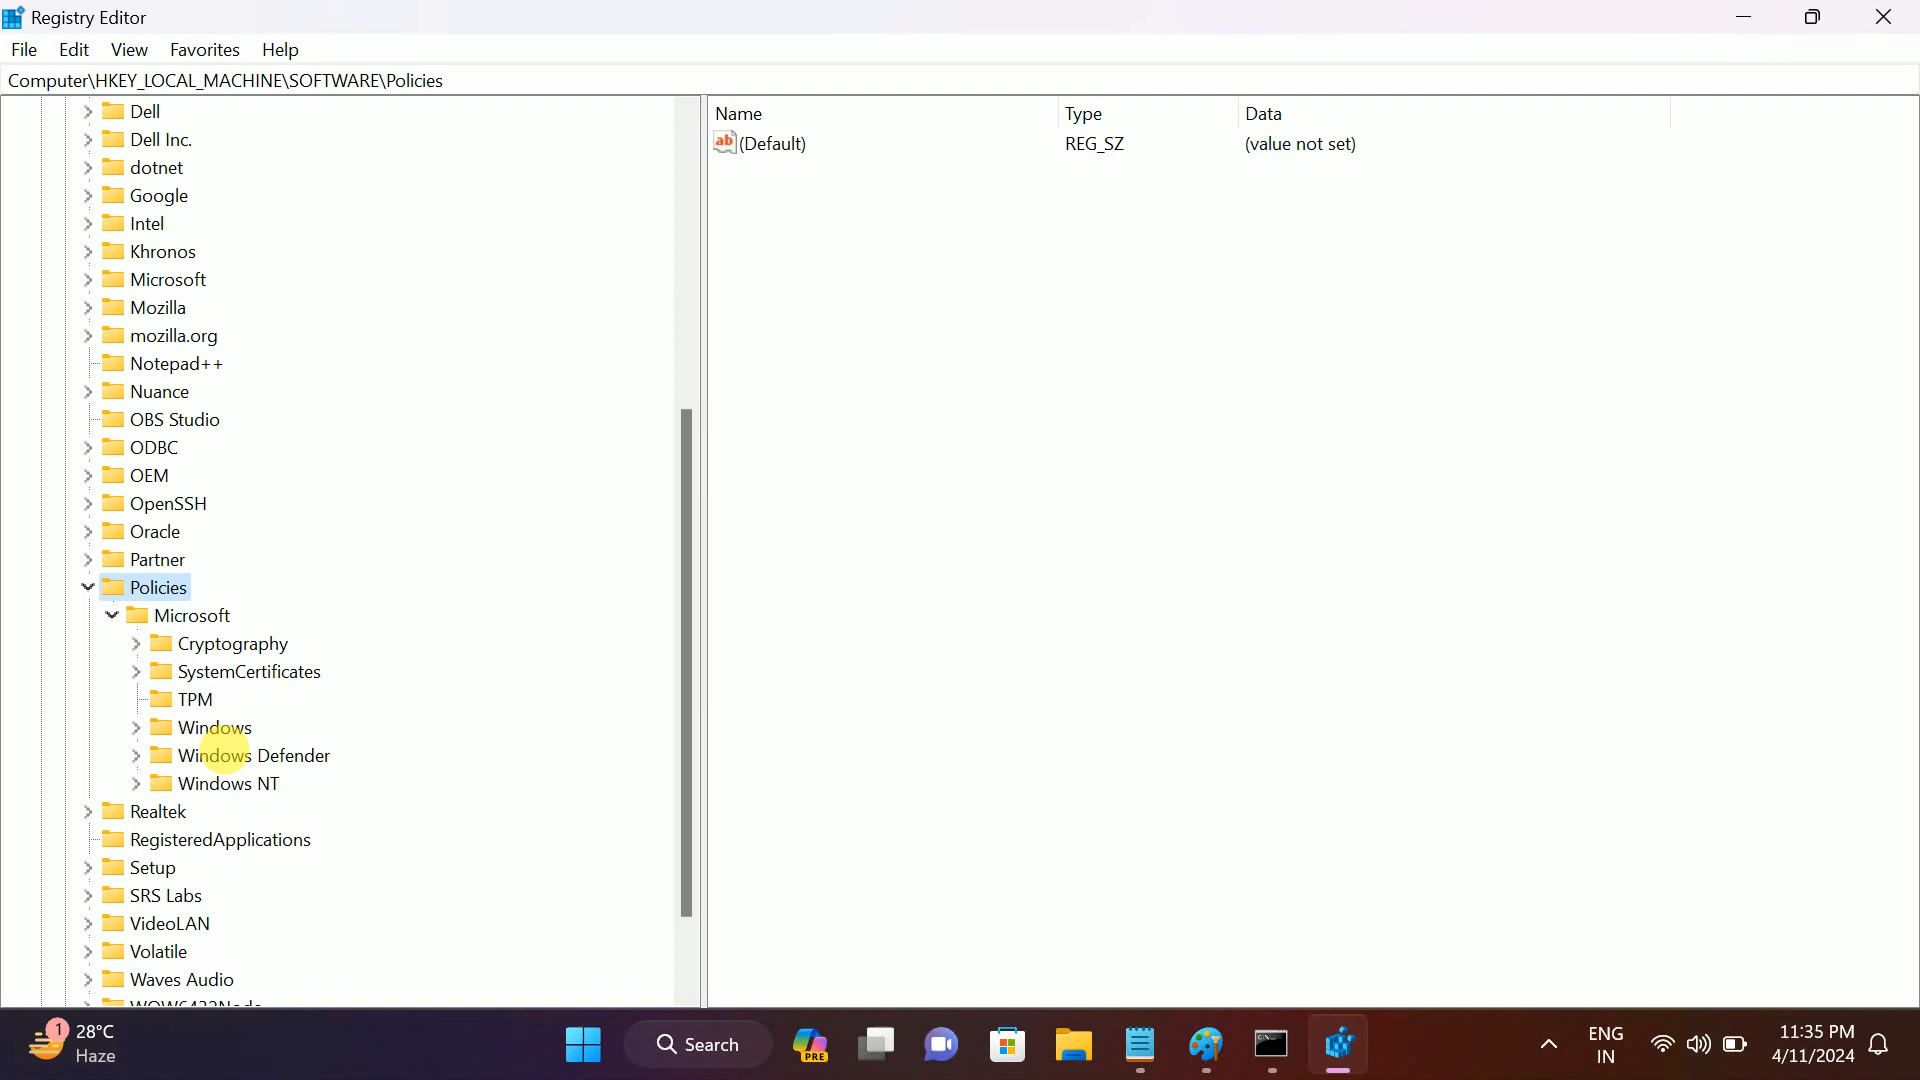 Registry Editor
File Edit View Favorites Help
Computer\HKEY_LOCAL_MACHINE\SOFTWARE\Policies
Name Type Data
ab (Default) REG_SZ (value not set)
Dell
Dell Inc.
dotnet
Google
Intel
Khronos
Microsoft
Mozilla
mozilla.org
Notepad++
Nuance
OBS Studio
ODBC
OEM
OpenSSH
Oracle
Partner
Policies
Microsoft
Cryptography
SystemCertificates
TPM
Windows
Windows Defender
Windows NT
Realtek
RegisteredApplications
Setup
SRS Labs
VideoLAN
Volatile
Waves Audio
1 28°C
Haze
Search
PRE
ENG
IN
11:35 PM
4/11/2024